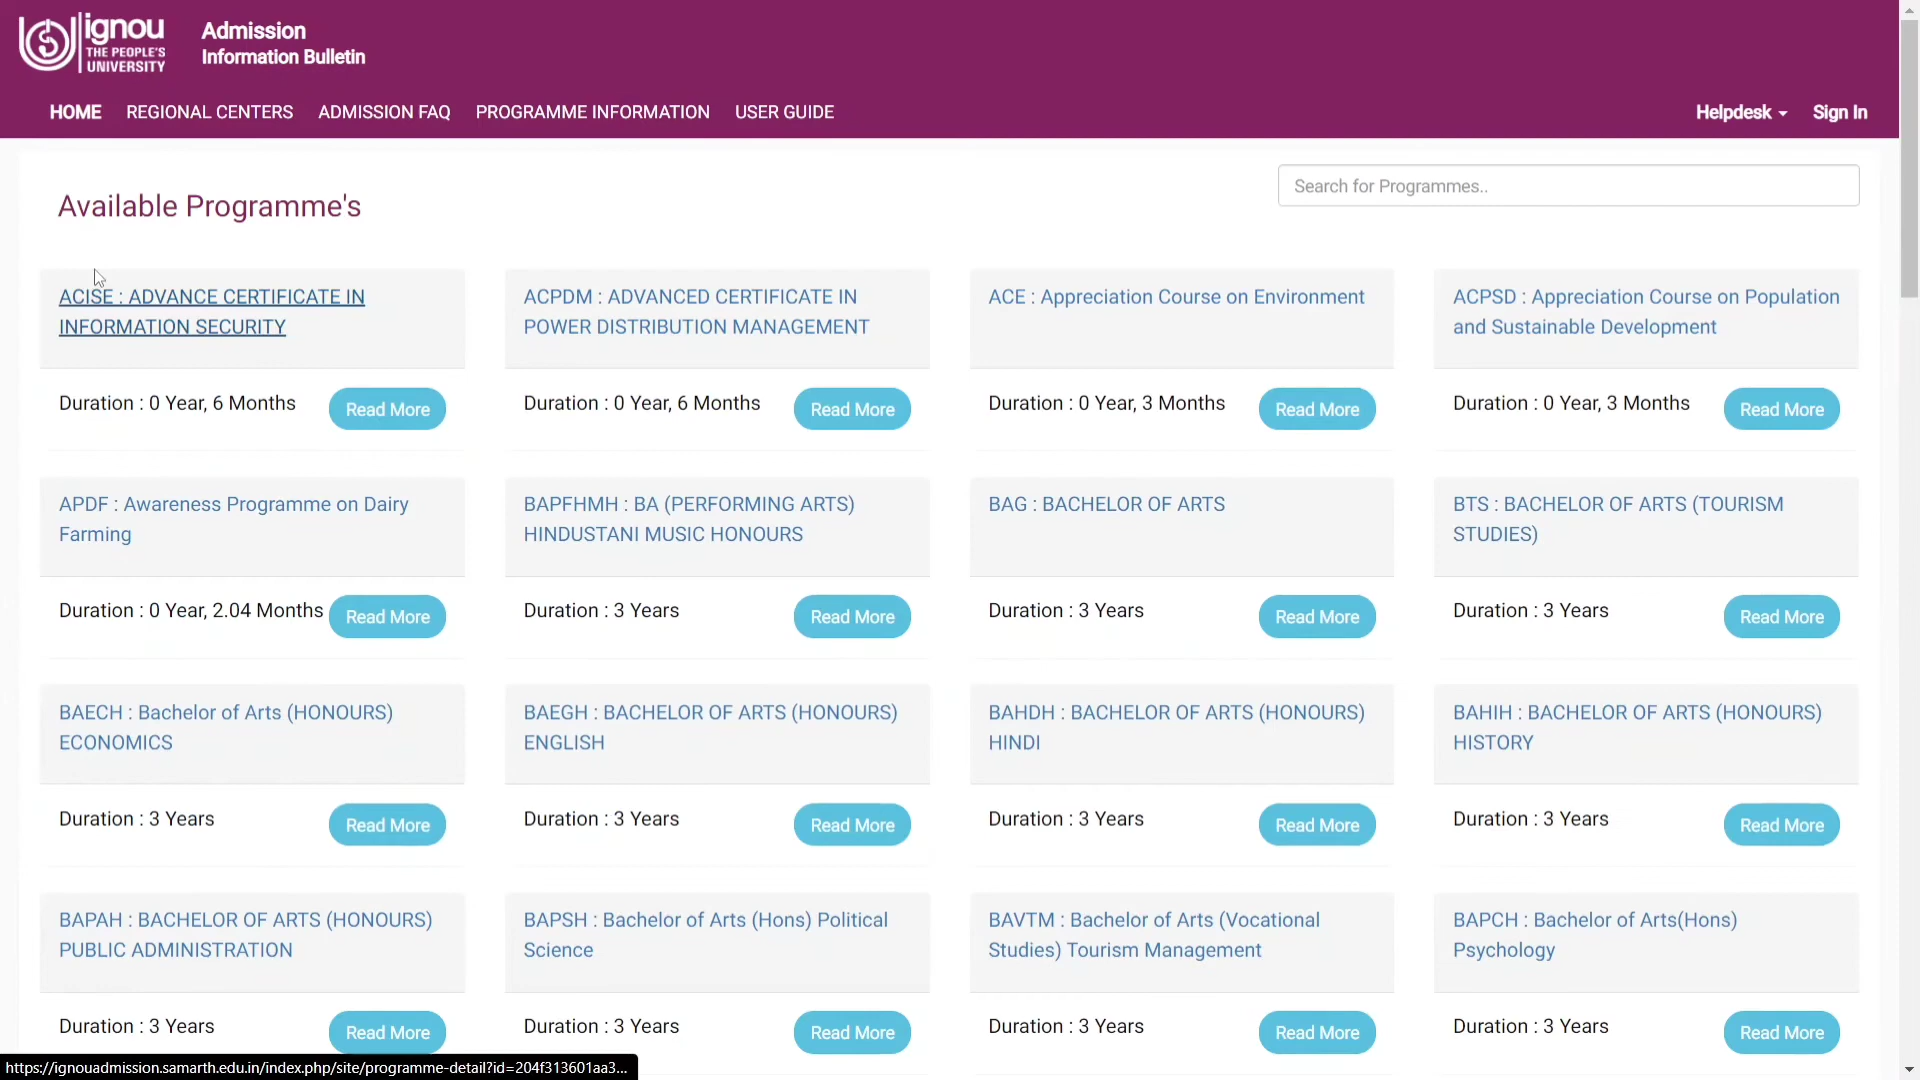 ignou
THE PEOPLE'S
UNIVERSITY
Admission
Information Bulletin
HOME REGIONAL CENTERS ADMISSION FAQ PROGRAMME INFORMATION USER GUIDE Helpdesk Sign In
Search for Programmes..
Available Programme's
ACISE : ADVANCE CERTIFICATE IN
INFORMATION SECURITY
Duration : 0 Year, 6 Months Read More
ACPDM : ADVANCED CERTIFICATE IN
POWER DISTRIBUTION MANAGEMENT
Duration : 0 Year, 6 Months Read More
ACE : Appreciation Course on Environment
Duration : 0 Year, 3 Months Read More
ACPSD : Appreciation Course on Population
and Sustainable Development
Duration : 0 Year, 3 Months Read More
APDF : Awareness Programme on Dairy
Farming
Duration : 0 Year, 2.04 Months Read More
BAPFHMH : BA (PERFORMING ARTS)
HINDUSTANI MUSIC HONOURS
Duration : 3 Years Read More
BAG : BACHELOR OF ARTS
Duration : 3 Years Read More
BTS : BACHELOR OF ARTS (TOURISM
STUDIES)
Duration : 3 Years Read More
BAECH : Bachelor of Arts (HONOURS)
ECONOMICS
Duration : 3 Years Read More
BAEGH : BACHELOR OF ARTS (HONOURS)
ENGLISH
Duration : 3 Years Read More
BAHDH : BACHELOR OF ARTS (HONOURS)
HINDI
Duration : 3 Years Read More
BAHIH : BACHELOR OF ARTS (HONOURS)
HISTORY
Duration : 3 Years Read More
BAPAH : BACHELOR OF ARTS (HONOURS)
PUBLIC ADMINISTRATION
Duration : 3 Years Read More
BAPSH : Bachelor of Arts (Hons) Political
Science
Duration : 3 Years Read More
BAVTM : Bachelor of Arts (Vocational
Studies) Tourism Management
Duration : 3 Years Read More
BAPCH : Bachelor of Arts(Hons)
Psychology
Duration : 3 Years Read More
https://ignouadmission.samarth.edu.in/index.php/site/programme-detail?id=204f313601aa3...